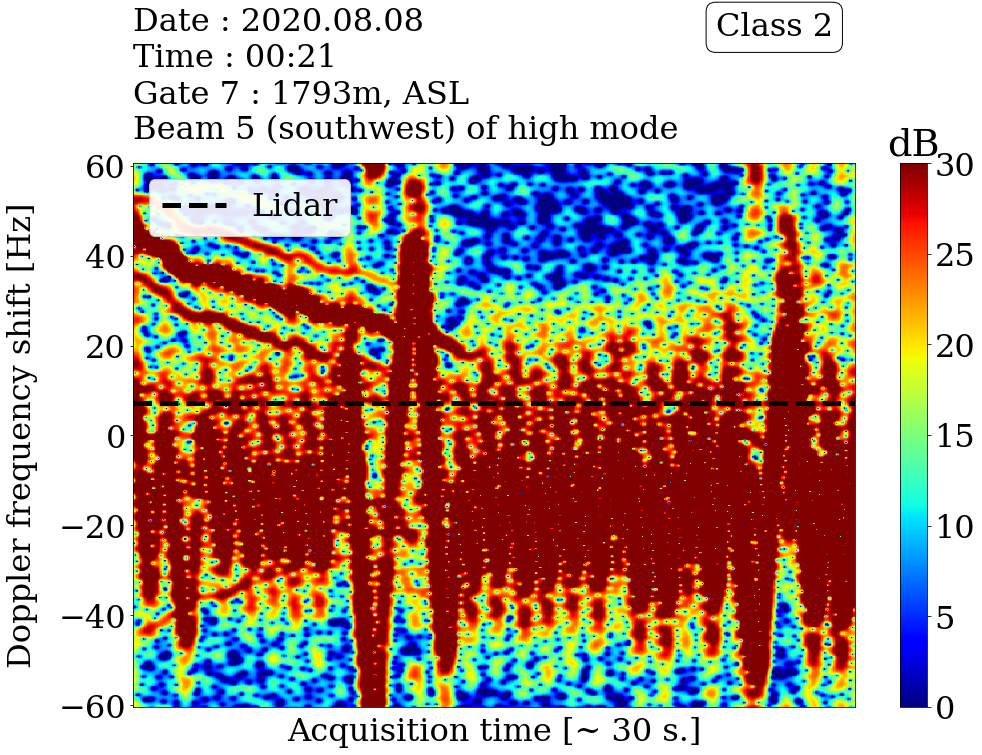 Date : 2020.08.08
Time : 00:21
Gate 7 : 1793m, ASL
Beam 5 (southwest) of high mode
Class 2
dB
60
40
20
0
−20
−40
−60
Doppler frequency shift [Hz]
Lidar
30
25
20
15
10
5
0
Acquisition time [~ 30 s.]